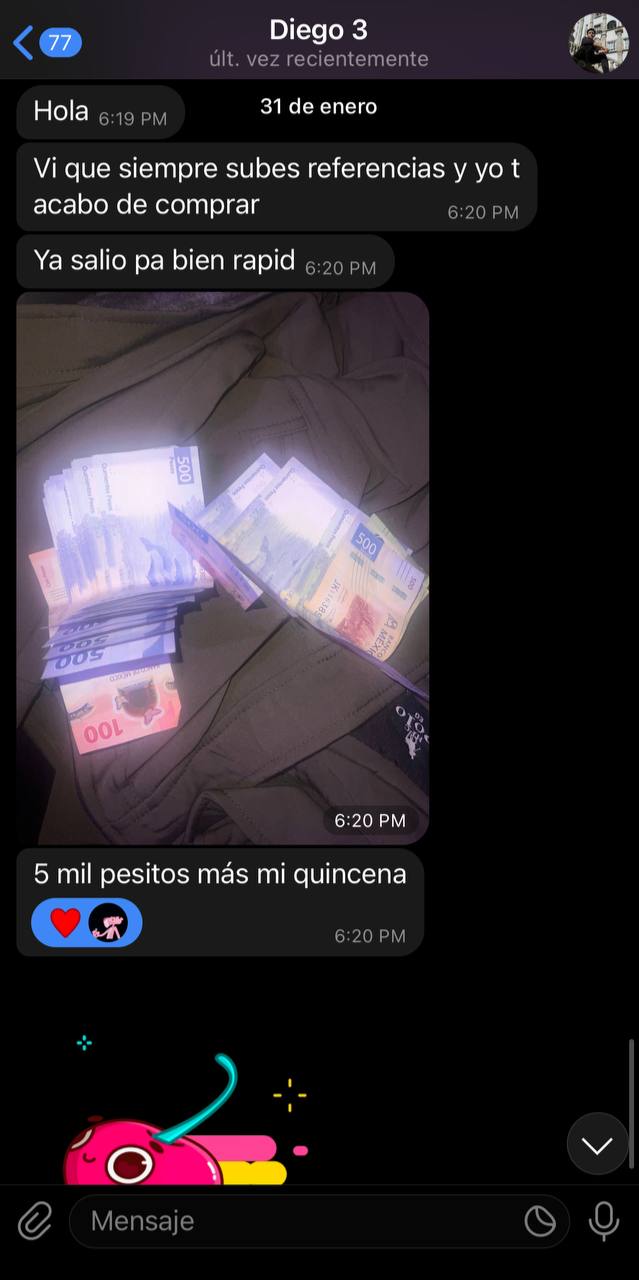 77
Diego 3
últ. vez recientemente
31 de enero
Hola 6:19 PM
Vi que siempre subes referencias y yo t
acabo de comprar 6:20 PM
Ya salio pa bien rapid 6:20 PM
500
500
500
500
100
500
6:20 PM
5 mil pesitos más mi quincena
6:20 PM
Mensaje